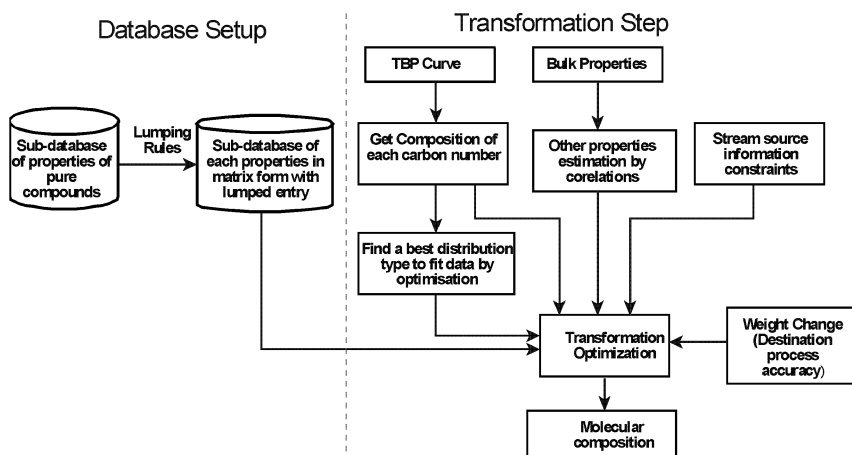 Database Setup
Transformation Step
TBP Curve
Bulk Properties
Lumping
Rules
Sub-database
of properties of
pure
compounds
Sub-database of
each properties in
matrix form with
lumped entry
Get Composition of
each carbon number
Other properties
estimation by
corelations
Stream source
information
constraints
Find a best distribution
type to fit data by
optimisation
Transformation
Optimization
Weight Change
(Destination
process
accuracy)
Molecular
composition